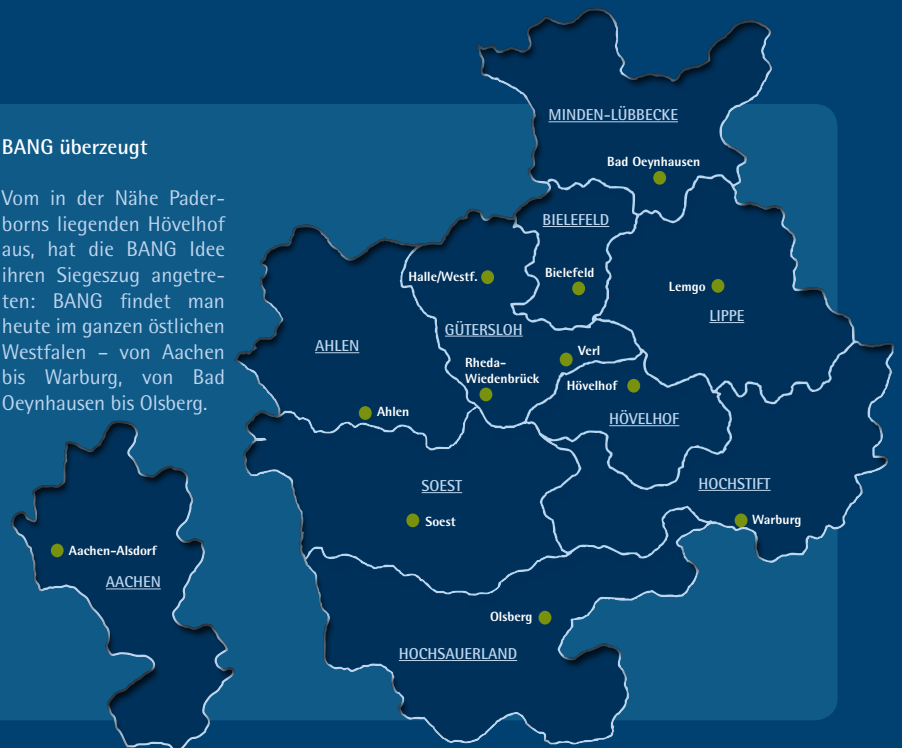 BANG überzeugt
Vom in der Nähe Pader-
borns liegenden Hövelhof
aus, hat die BANG Idee
ihren Siegeszug angetre-
ten: BANG findet man
heute im ganzen östlichen
Westfalen – von Aachen
bis Warburg, von Bad
Oeynhausen bis Olsberg.
MINDEN-LÜBBECKE
Bad Oeynhausen
BIELEFELD
Bielefeld
Halle/Westf.
Lemgo
LIPPE
GÜTERSLOH
AHLEN
Verl
Rheda-
Wiedenbrück
Hövelhof
HÖVELHOF
Ahlen
SOEST
Soest
HOCHSTIFT
Warburg
Aachen-Alsdorf
AACHEN
Olsberg
HOCHSAUERLAND